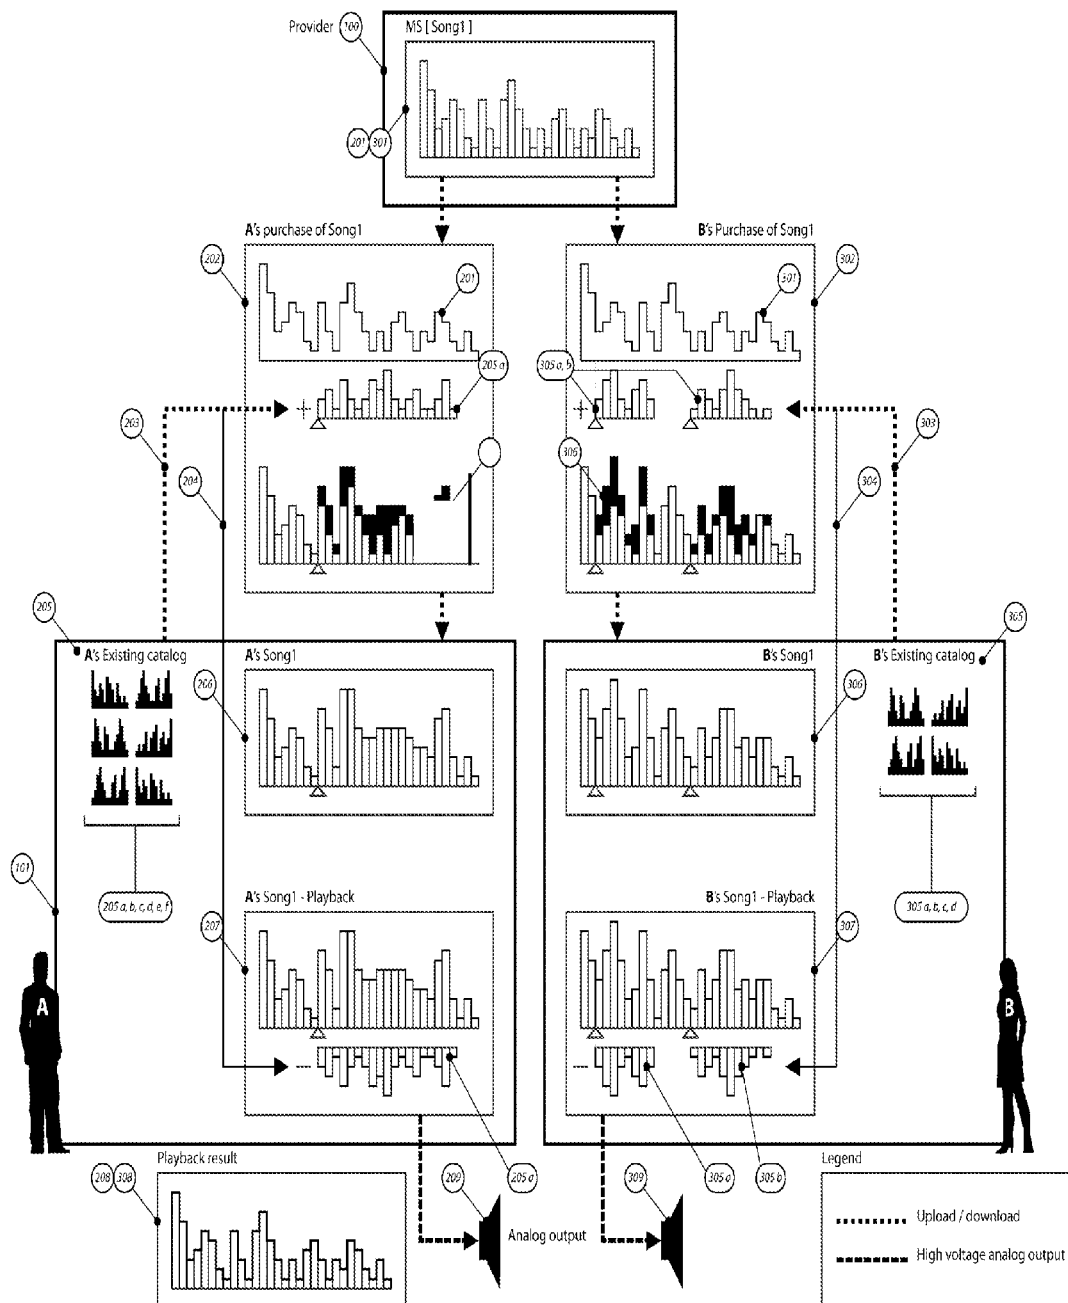 Provider 100
MS [ Song1 ]
201 301
A's purchase of Song1
B's Purchase of Song1
202
201
301
302
205 a
305 a, b
203
204
306
303
304
205
305
A's Existing catalog
A's Song1
B's Song1
B's Existing catalog
206
306
101
205 a, b, c, d, e, f
305 a, b, c, d
A's Song1 - Playback
B's Song1 - Playback
207
307
A
B
Playback result
Legend
208 308
209
205 a
309
305 a
305 b
Analog output
Upload / download
High voltage analog output